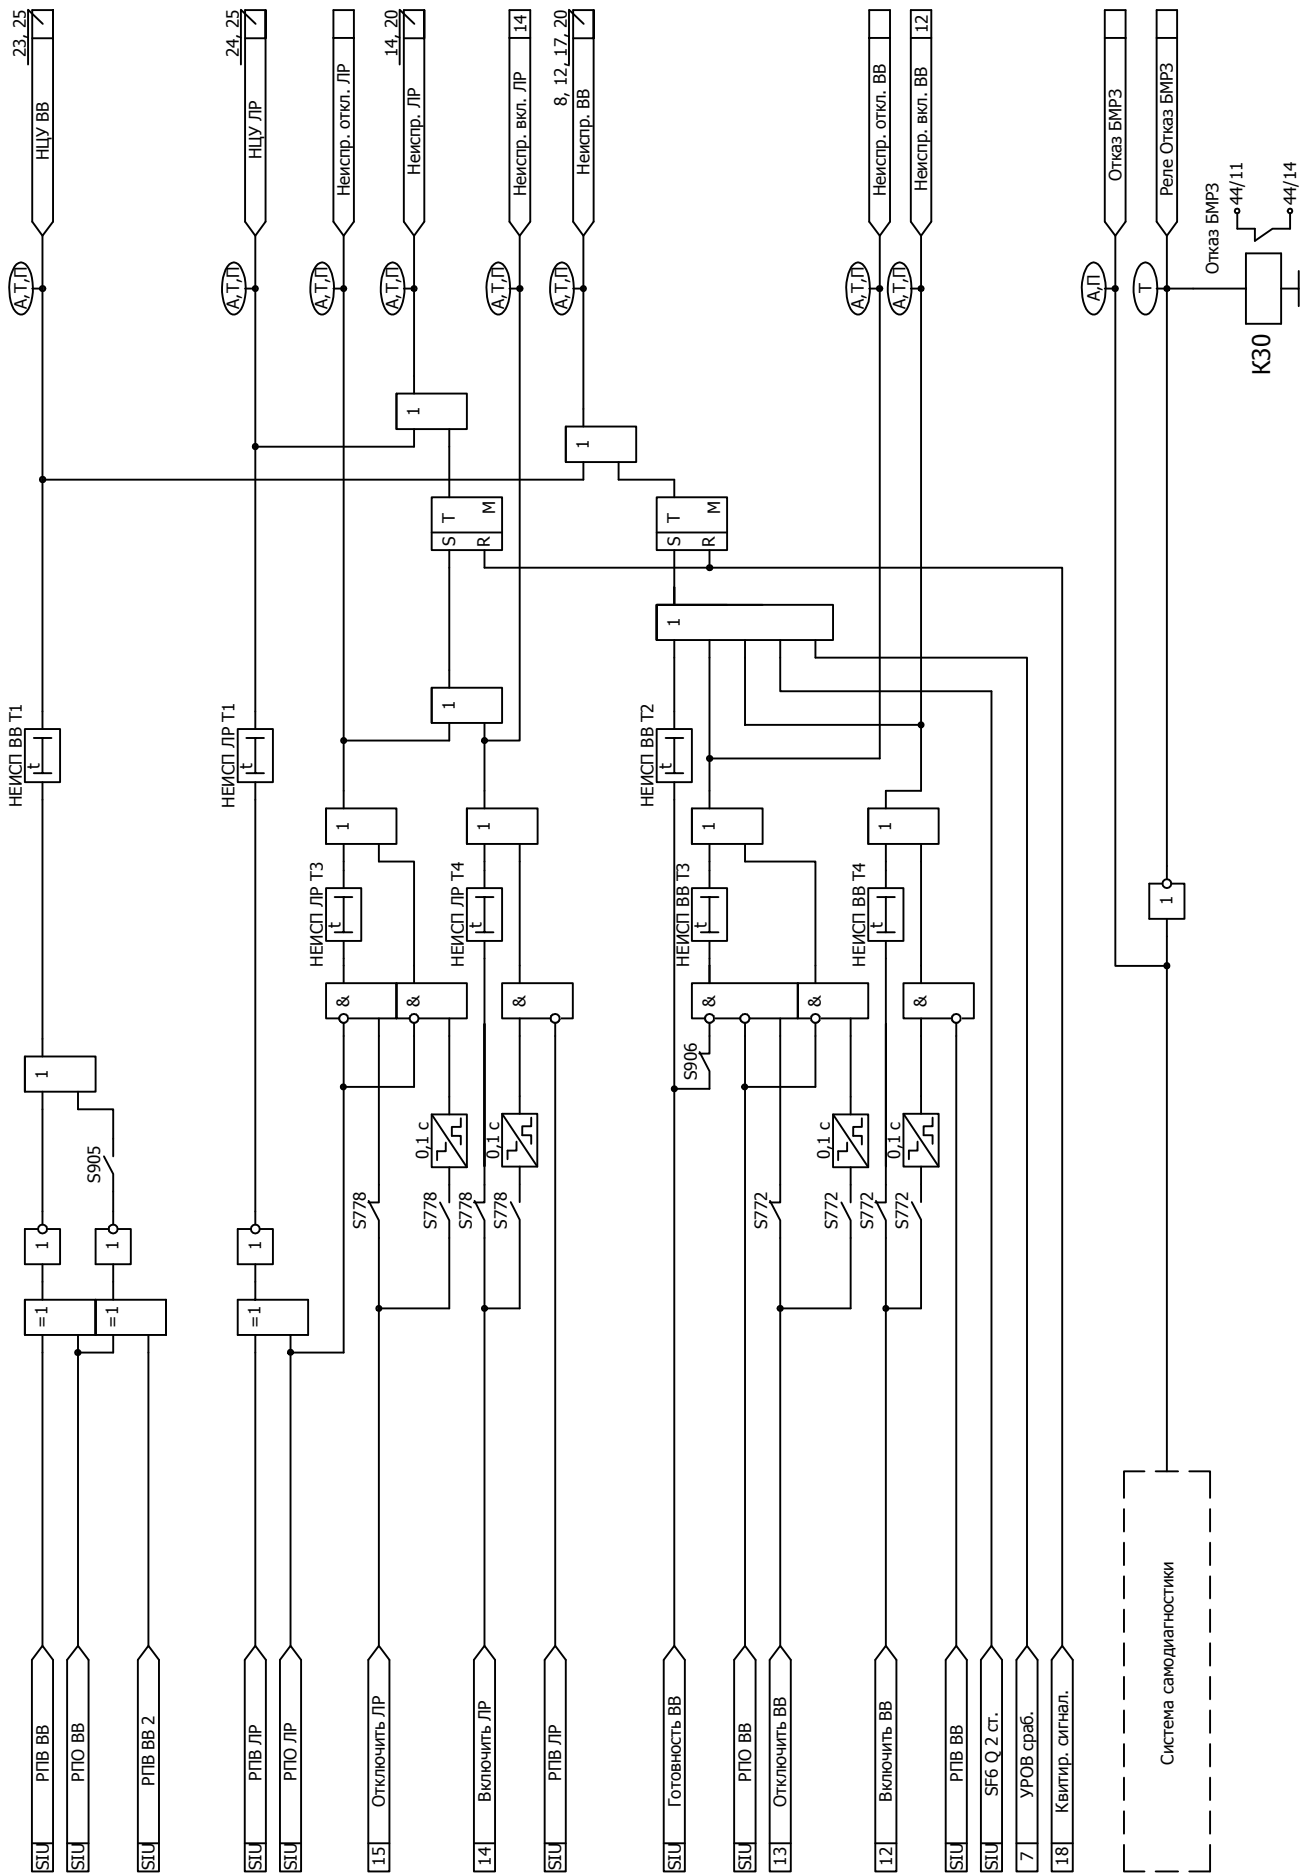 SIU РПВ ВВ
SIU РПО ВВ
SIU РПВ ВВ 2
=1
=1
1
1
S905
1
НЕИСП ВВ Т1
t
А,Т,П
НЦУ ВВ
23, 25
SIU РПВ ЛР
SIU РПО ЛР
=1
1
НЕИСП ЛР Т1
t
А,Т,П
НЦУ ЛР
24, 25
15 Отключить ЛР
14 Включить ЛР
SIU РПВ ЛР
S778
S778
S778
S778
0,1 с
0,1 с
&
&
&
НЕИСП ЛР Т3
t
НЕИСП ЛР Т4
t
1
1
1
S Т
R М
1
А,Т,П
Неиспр. откл. ЛР
А,Т,П
Неиспр. ЛР
14, 20
А,Т,П
Неиспр. вкл. ЛР 14
SIU Готовность ВВ
SIU РПО ВВ
13 Отключить ВВ
12 Включить ВВ
SIU РПВ ВВ
SIU SF6 Q 2 ст.
7 УРОВ сраб.
18 Квитир. сигнал.
S772
S772
S772
S772
0,1 с
0,1 с
S906
&
&
&
НЕИСП ВВ Т3
t
НЕИСП ВВ Т4
t
НЕИСП ВВ Т2
t
1
1
1
S Т
R М
1
А,Т,П
Неиспр. ВВ
8, 12, 17, 20
А,Т,П
Неиспр. откл. ВВ
А,Т,П
Неиспр. вкл. ВВ 12
Система самодиагностики
1
А,П
Отказ БМРЗ
Т
Реле Отказ БМРЗ
Отказ БМРЗ
К30
44/11
44/14